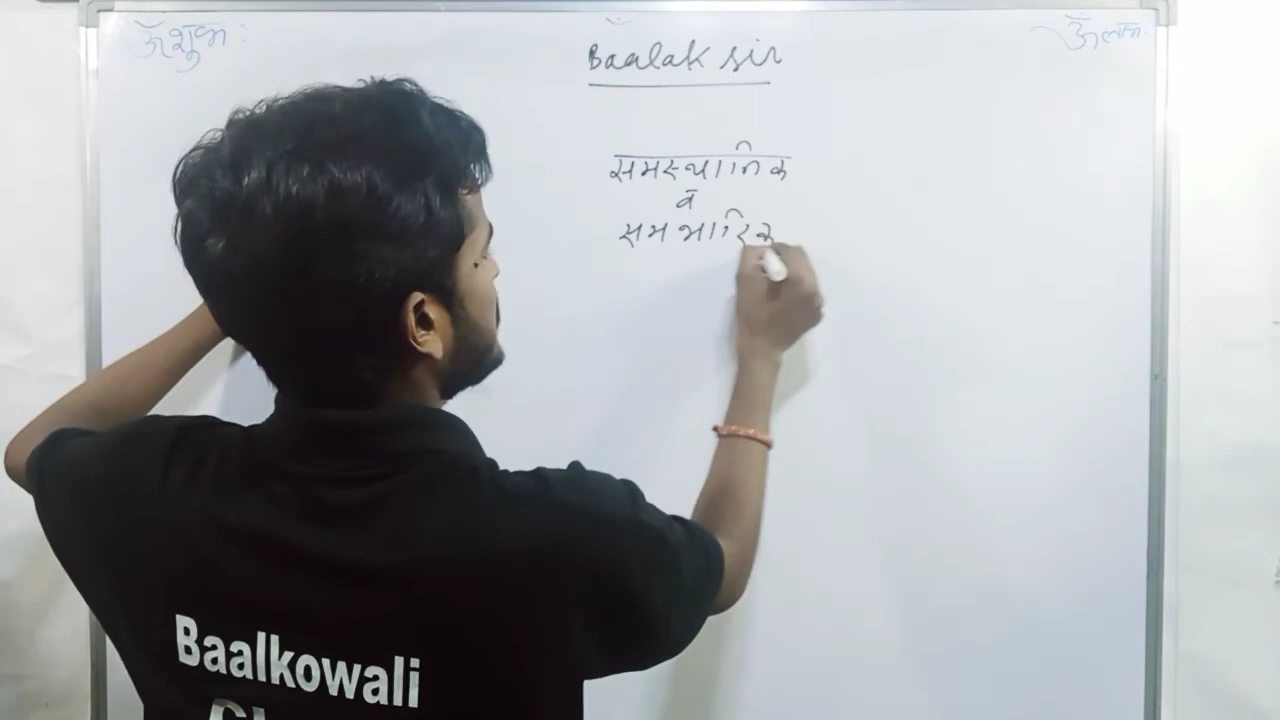 ॐ शुभ
ॐ लाभ
Baalak sir
समस्थानिक
व
समभारिक
Baalkowali